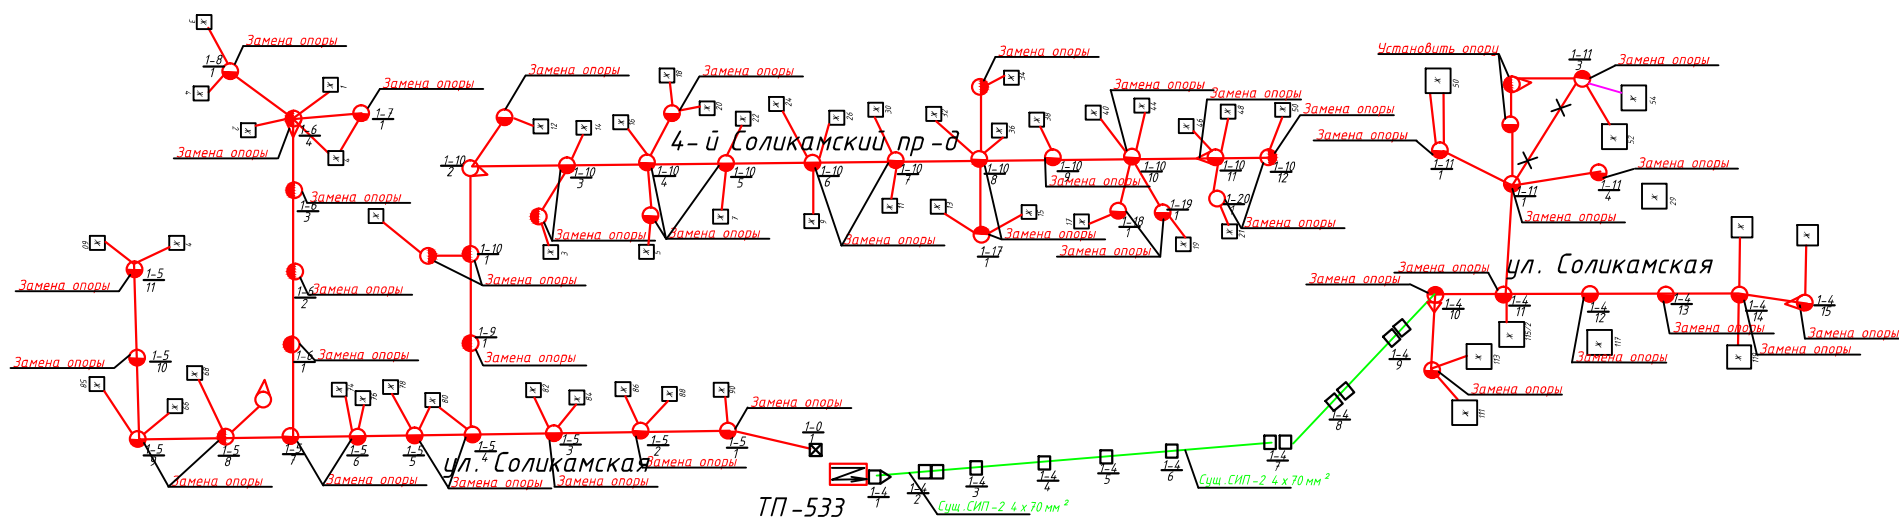 Замена опоры
1-8
1
Замена опоры
1-7
1
1-6
4
Замена опоры
Замена опоры
1-6
3
Замена опоры
1-6
2
Замена опоры
1-6
1
Замена опоры
1-5
11
Замена опоры
1-5
10
Замена опоры
1-5
9
1-5
8
Замена опоры
1-5
7
1-5
6
Замена опоры
1-5
5
1-5
4
Замена опоры
ул. Соликамская
1-5
3
Замена опоры
1-5
2
Замена опоры
1-5
1
Замена опоры
1-0
1
1-9
1
Замена опоры
1-10
1
Замена опоры
1-10
2
Замена опоры
1-10
3
Замена опоры
1-10
4
Замена опоры
Замена опоры
1-10
5
4-й Соликамский пр-д
1-10
6
Замена опоры
1-10
7
1-10
8
Замена опоры
Замена опоры
1-17
1
1-10
9
Замена опоры
1-10
10
Замена опоры
1-18
1
1-19
1
Замена опоры
1-10
11
Замена опоры
1-20
1
Замена опоры
1-10
12
Замена опоры
Установить опору
1-11
3
Замена опоры
Замена опоры
1-11
1
1-11
4
Замена опоры
1-11
1
Замена опоры
ул. Соликамская
Замена опоры
Замена опоры
1-4
10
1-4
11
1-4
12
Замена опоры
1-4
13
Замена опоры
1-4
14
Замена опоры
1-4
15
Замена опоры
Замена опоры
1-4
9
1-4
8
1-4
7
1-4
6
1-4
5
1-4
4
1-4
3
1-4
2
1-4
1
Сущ.СИП-2 4х70 мм²
Сущ.СИП-2 4х70 мм²
ТП-533